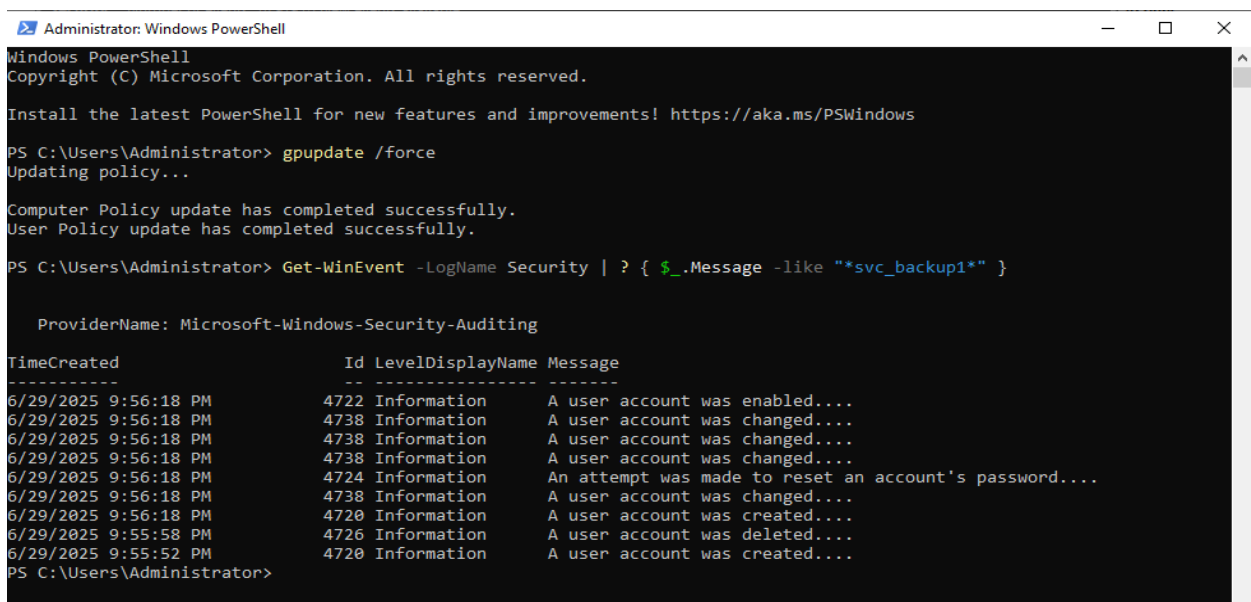 Administrator: Windows PowerShell
Windows PowerShell
Copyright (C) Microsoft Corporation. All rights reserved.
Install the latest PowerShell for new features and improvements! https://aka.ms/PSWindows
PS C:\Users\Administrator> gpupdate /force
Updating policy...
Computer Policy update has completed successfully.
User Policy update has completed successfully.
PS C:\Users\Administrator> Get-WinEvent -LogName Security | ? { $_.Message -like "*svc_backup1*" }
ProviderName: Microsoft-Windows-Security-Auditing
TimeCreated Id LevelDisplayName Message
----------- -- ---------------- -------
6/29/2025 9:56:18 PM 4722 Information A user account was enabled....
6/29/2025 9:56:18 PM 4738 Information A user account was changed....
6/29/2025 9:56:18 PM 4738 Information A user account was changed....
6/29/2025 9:56:18 PM 4738 Information A user account was changed....
6/29/2025 9:56:18 PM 4724 Information An attempt was made to reset an account's password....
6/29/2025 9:56:18 PM 4738 Information A user account was changed....
6/29/2025 9:56:18 PM 4720 Information A user account was created....
6/29/2025 9:55:58 PM 4726 Information A user account was deleted....
6/29/2025 9:55:52 PM 4720 Information A user account was created....
PS C:\Users\Administrator>